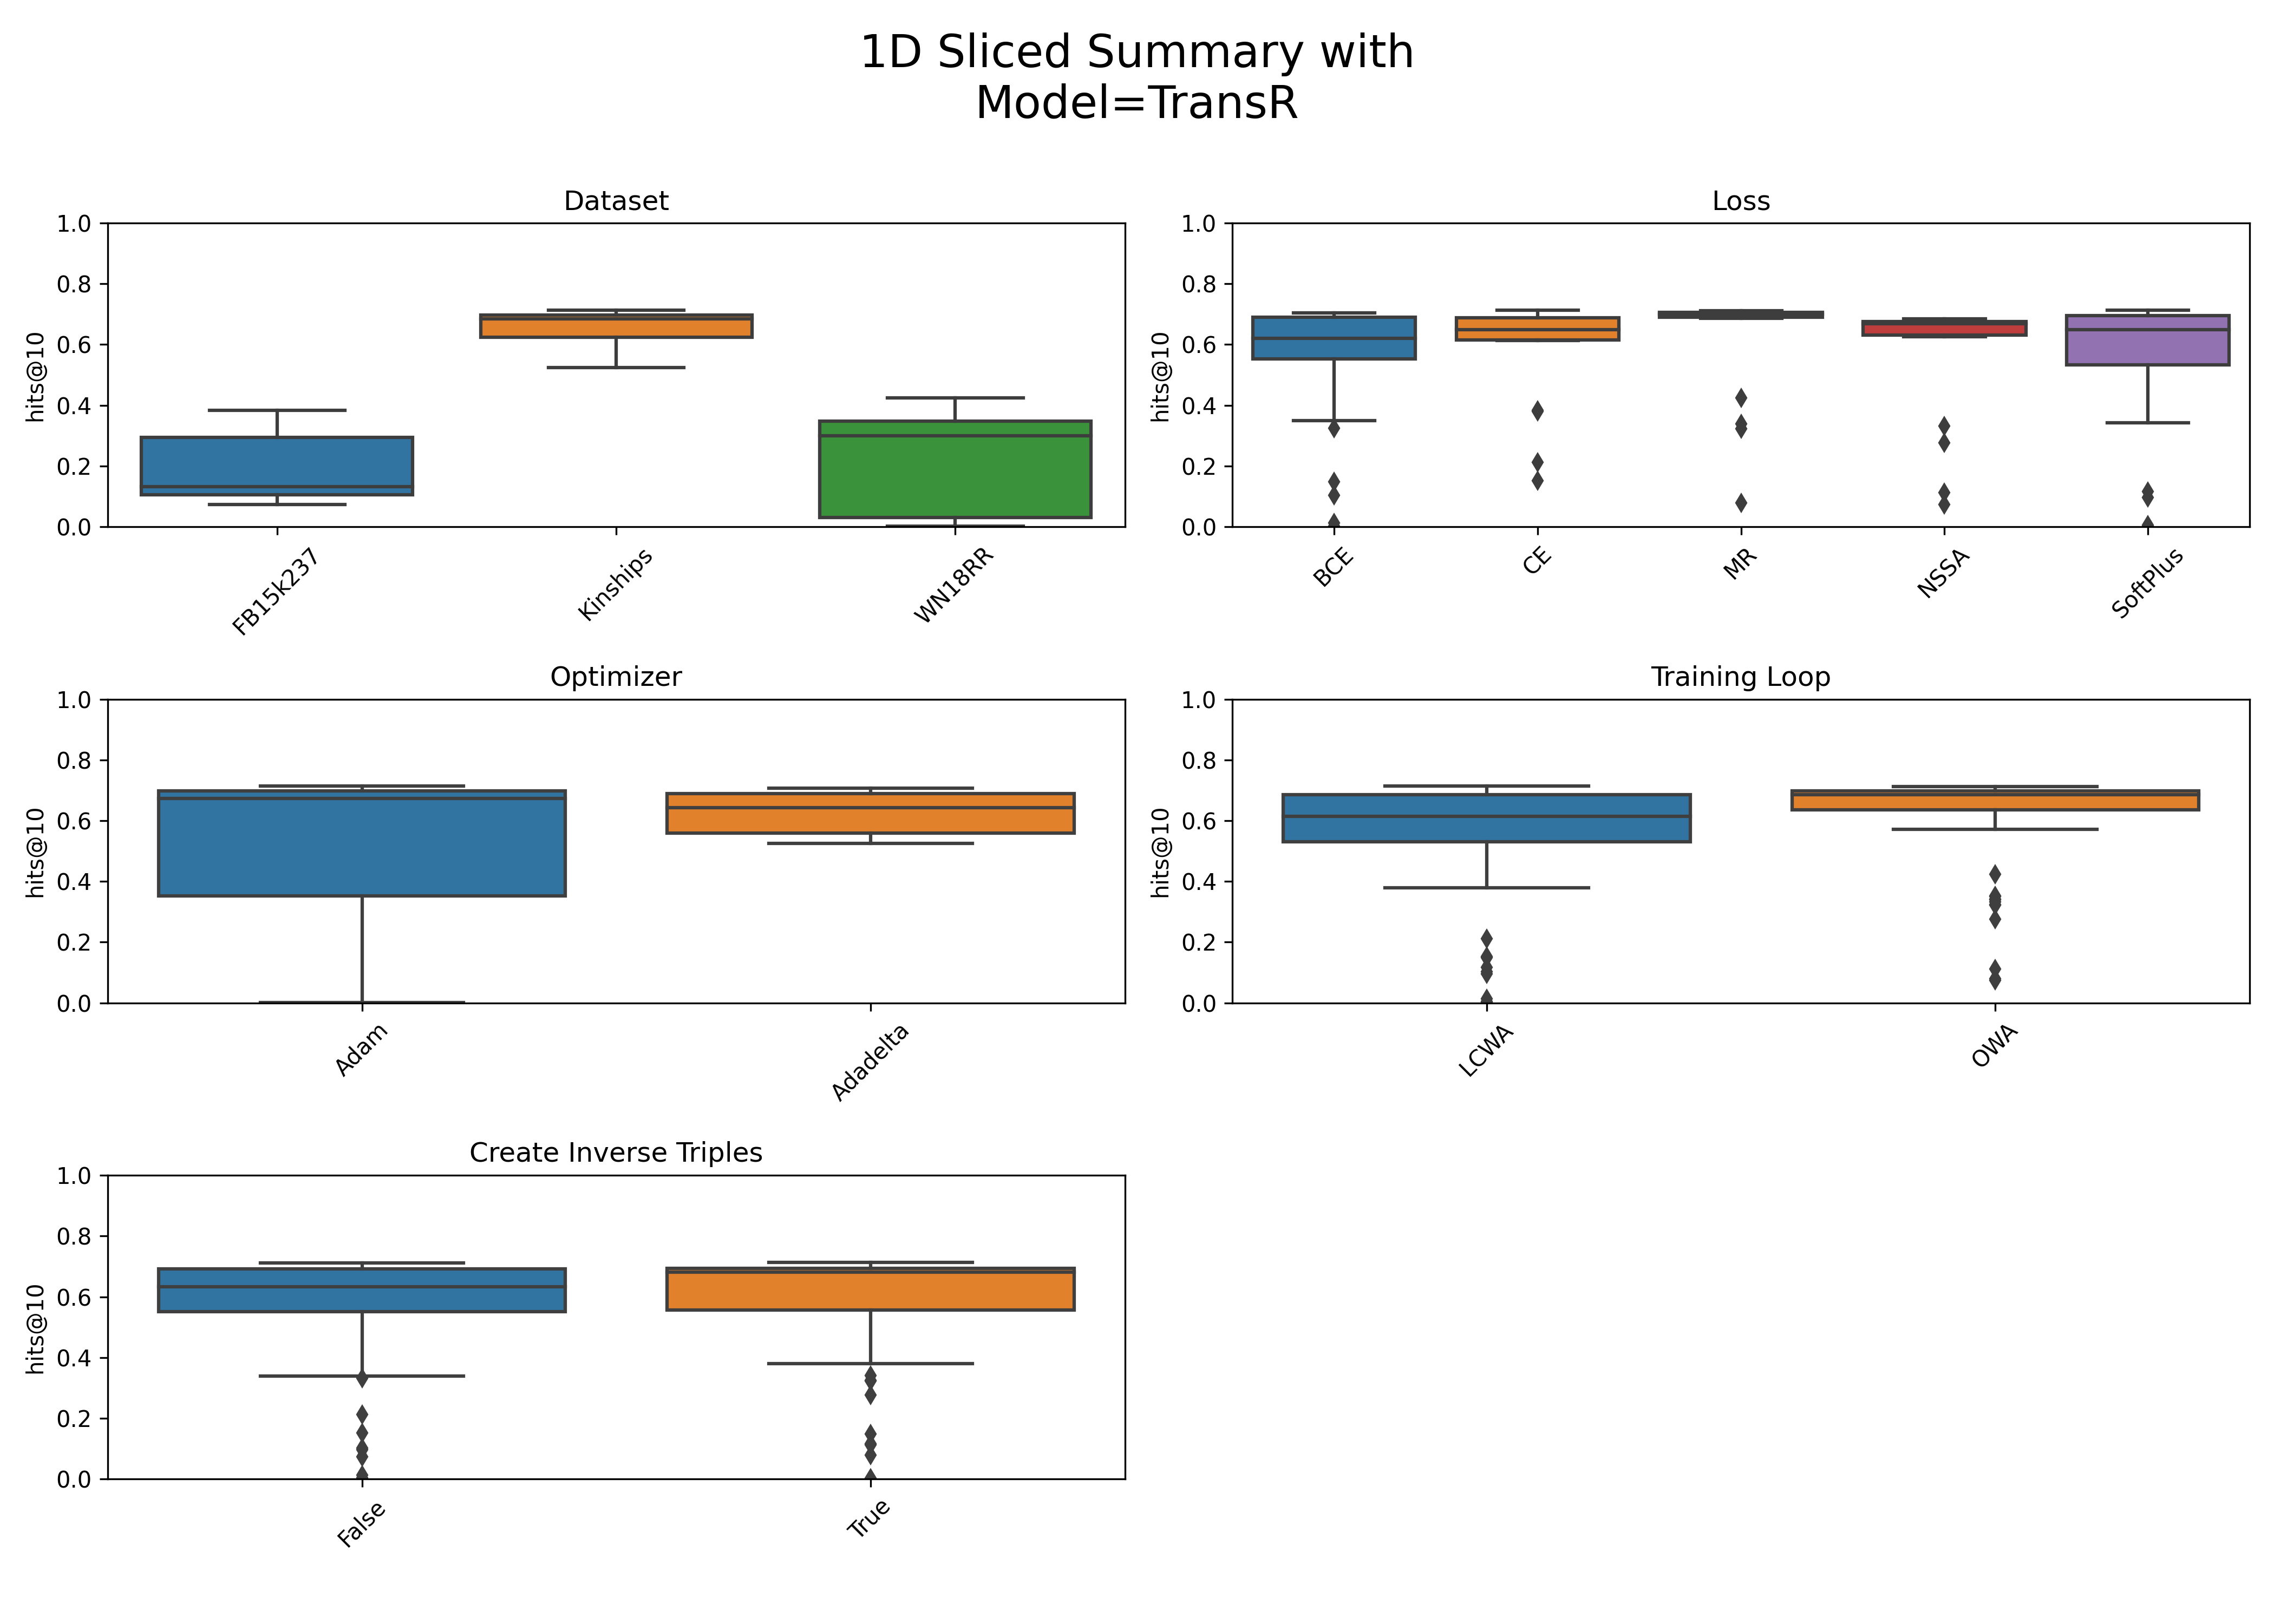 1D Sliced Summary with
Model=TransR
Dataset
1.0
0.8
0.6
0.4
0.2
0.0
hits@10
FB15k237
Kinships
WN18RR
Loss
1.0
0.8
0.6
0.4
0.2
0.0
hits@10
BCE
CE
MR
NSSA
SoftPlus
Optimizer
1.0
0.8
0.6
0.4
0.2
0.0
hits@10
Adam
Adadelta
Training Loop
1.0
0.8
0.6
0.4
0.2
0.0
hits@10
LCWA
OWA
Create Inverse Triples
1.0
0.8
0.6
0.4
0.2
0.0
hits@10
False
True